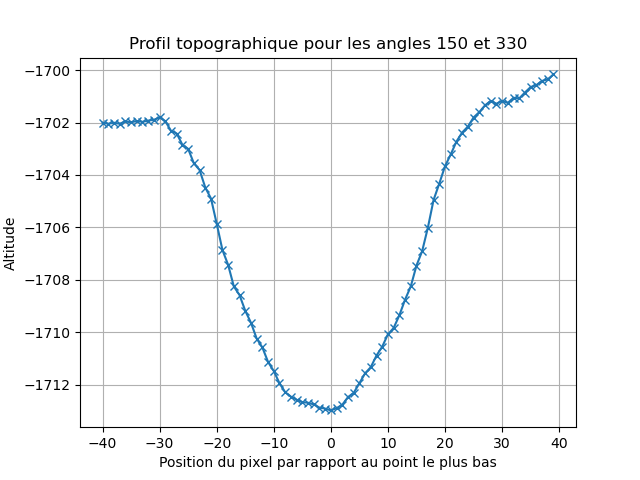 Profil topographique pour les angles 150 et 330
Altitude
−1700
−1702
−1704
−1706
−1708
−1710
−1712
−40 −30 −20 −10 0 10 20 30 40
Position du pixel par rapport au point le plus bas